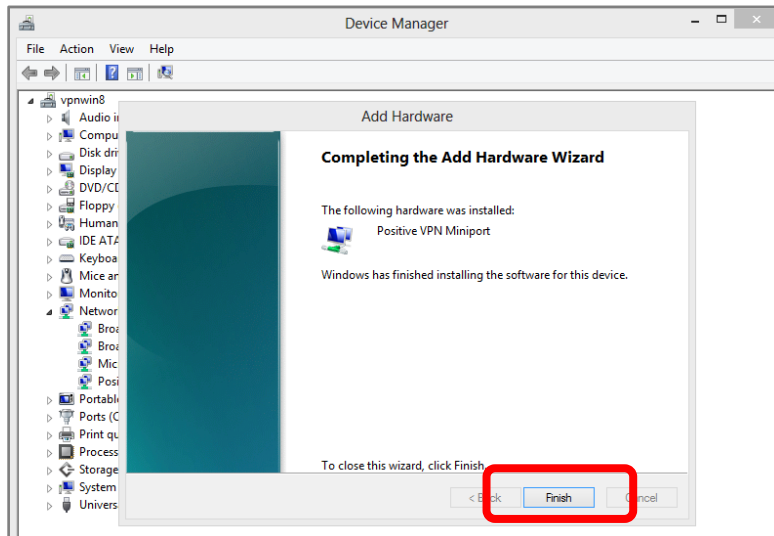 Device Manager
File Action View Help
vpnwin8
Audio i
Compu
Disk dri
Display
DVD/CD
Floppy
Human
IDE ATA
Keyboa
Mice an
Monito
Networ
Broa
Broa
Mic
Posi
Portable
Ports (C
Print qu
Process
Storage
System
Univers
Add Hardware
Completing the Add Hardware Wizard
The following hardware was installed:
Positive VPN Miniport
Windows has finished installing the software for this device.
To close this wizard, click Finish.
< Back Finish Cancel